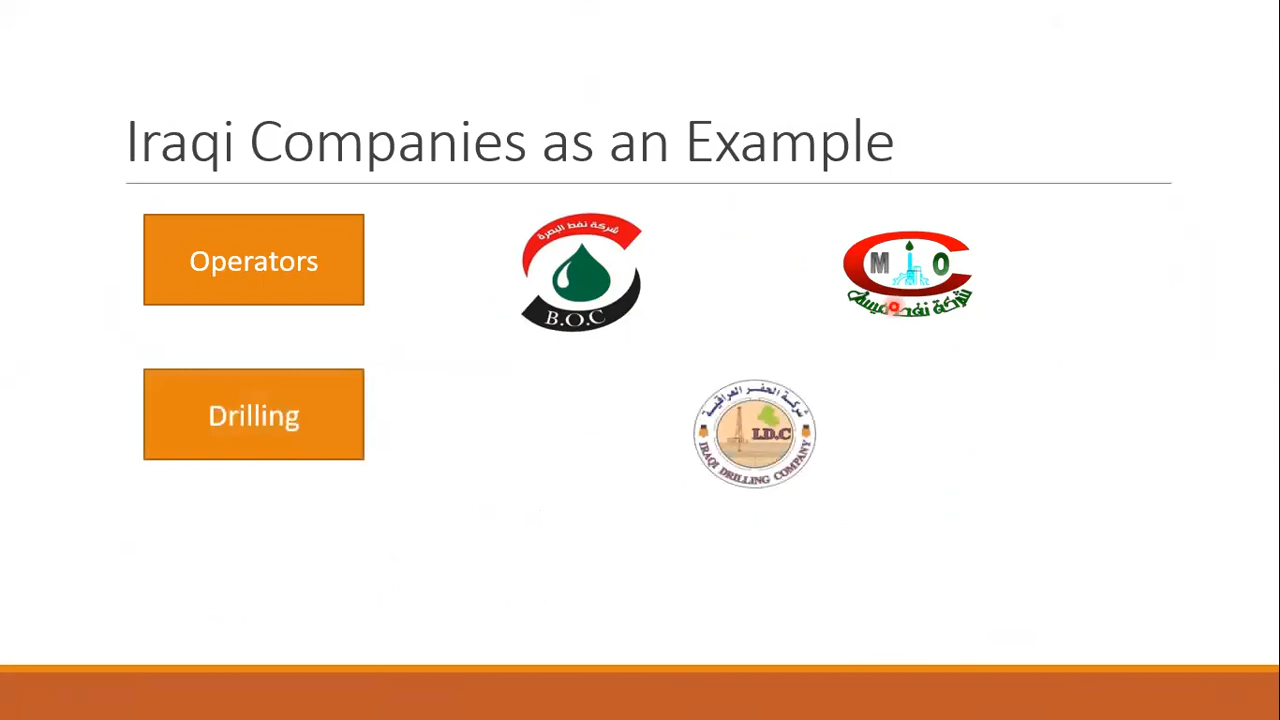 Iraqi Companies as an Example
Operators
شركة نفط البصرة
B.O.C
M O C
شركة نفط ميسان
Drilling
شركة الحفر العراقية
I.D.C
IRAQI DRILLING COMPANY